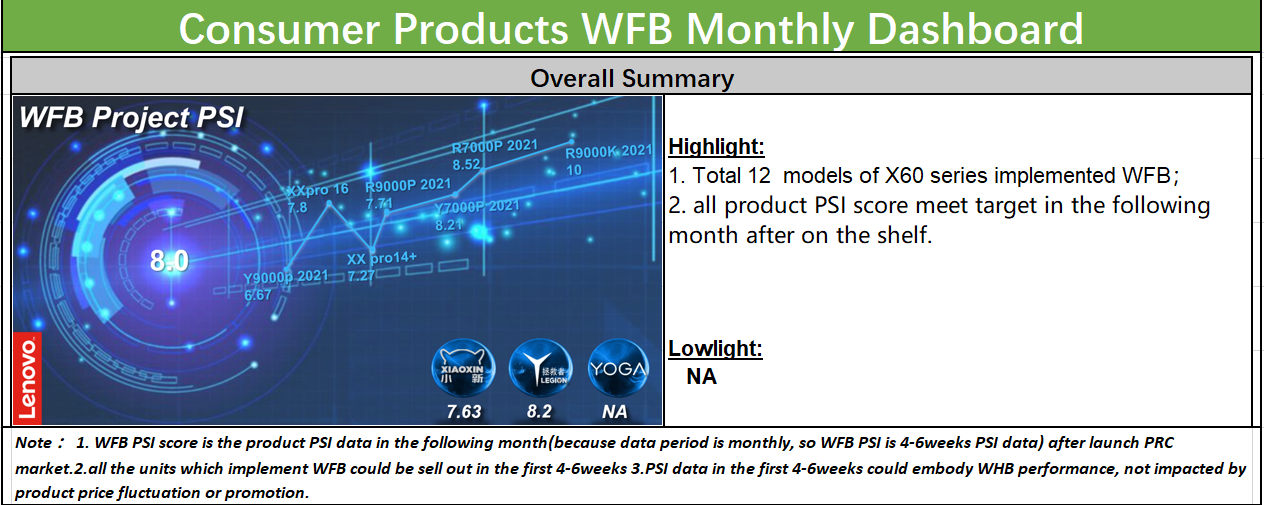 Consumer Products WFB Monthly Dashboard
Overall Summary
WFB Project PSI
R7000P 2021
8.52
R9000K 2021
10
XXpro 16
7.8
R9000P 2021
7.71
Y7000P 2021
8.21
8.0
XX pro14+
7.27
Y9000p 2021
6.67
Lenovo
XIAOXIN
小 新
拯救者
LEGION
YOGA
7.63
8.2
NA
Highlight:
1. Total 12 models of X60 series implemented WFB；
2. all product PSI score meet target in the following
month after on the shelf.
Lowlight:
NA
Note： 1. WFB PSI score is the product PSI data in the following month(because data period is monthly, so WFB PSI is 4-6weeks PSI data) after launch PRC
market.2.all the units which implement WFB could be sell out in the first 4-6weeks 3.PSI data in the first 4-6weeks could embody WHB performance, not impacted by
product price fluctuation or promotion.